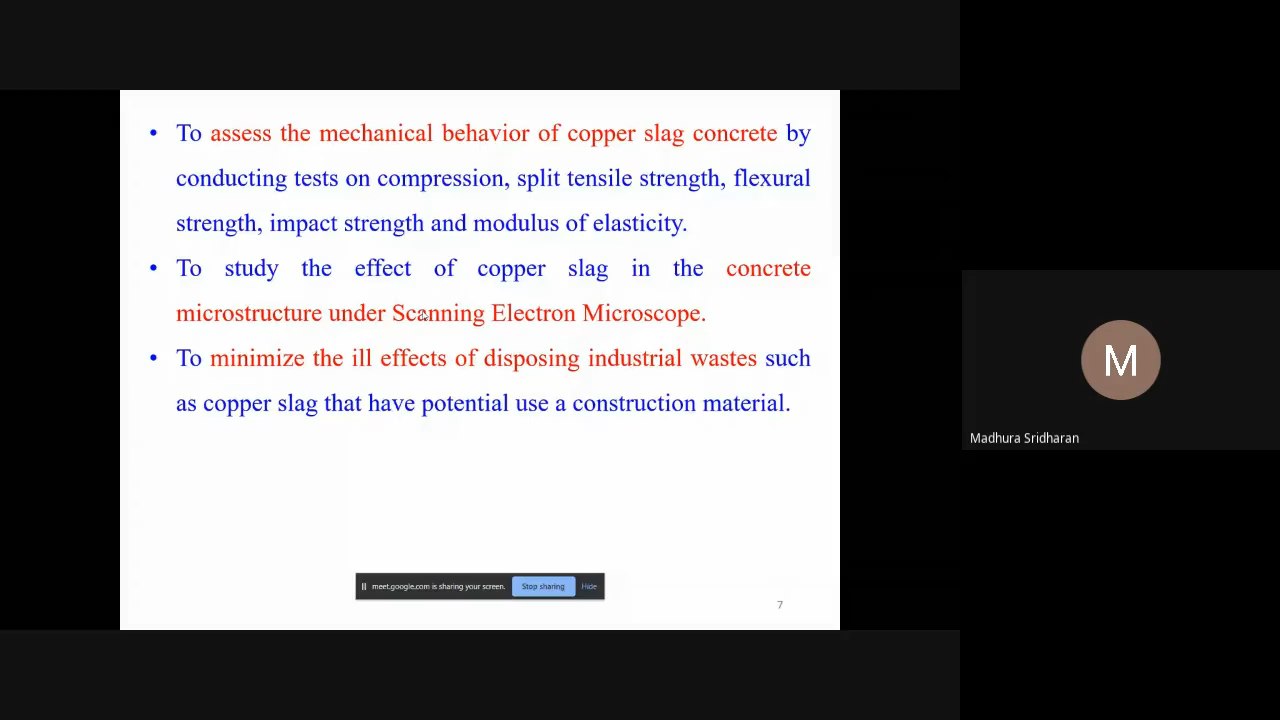 • To assess the mechanical behavior of copper slag concrete by
conducting tests on compression, split tensile strength, flexural
strength, impact strength and modulus of elasticity.
• To study the effect of copper slag in the concrete
microstructure under Scanning Electron Microscope.
• To minimize the ill effects of disposing industrial wastes such
as copper slag that have potential use a construction material.
meet.google.com is sharing your screen. Stop sharing Hide
7
M
Madhura Sridharan